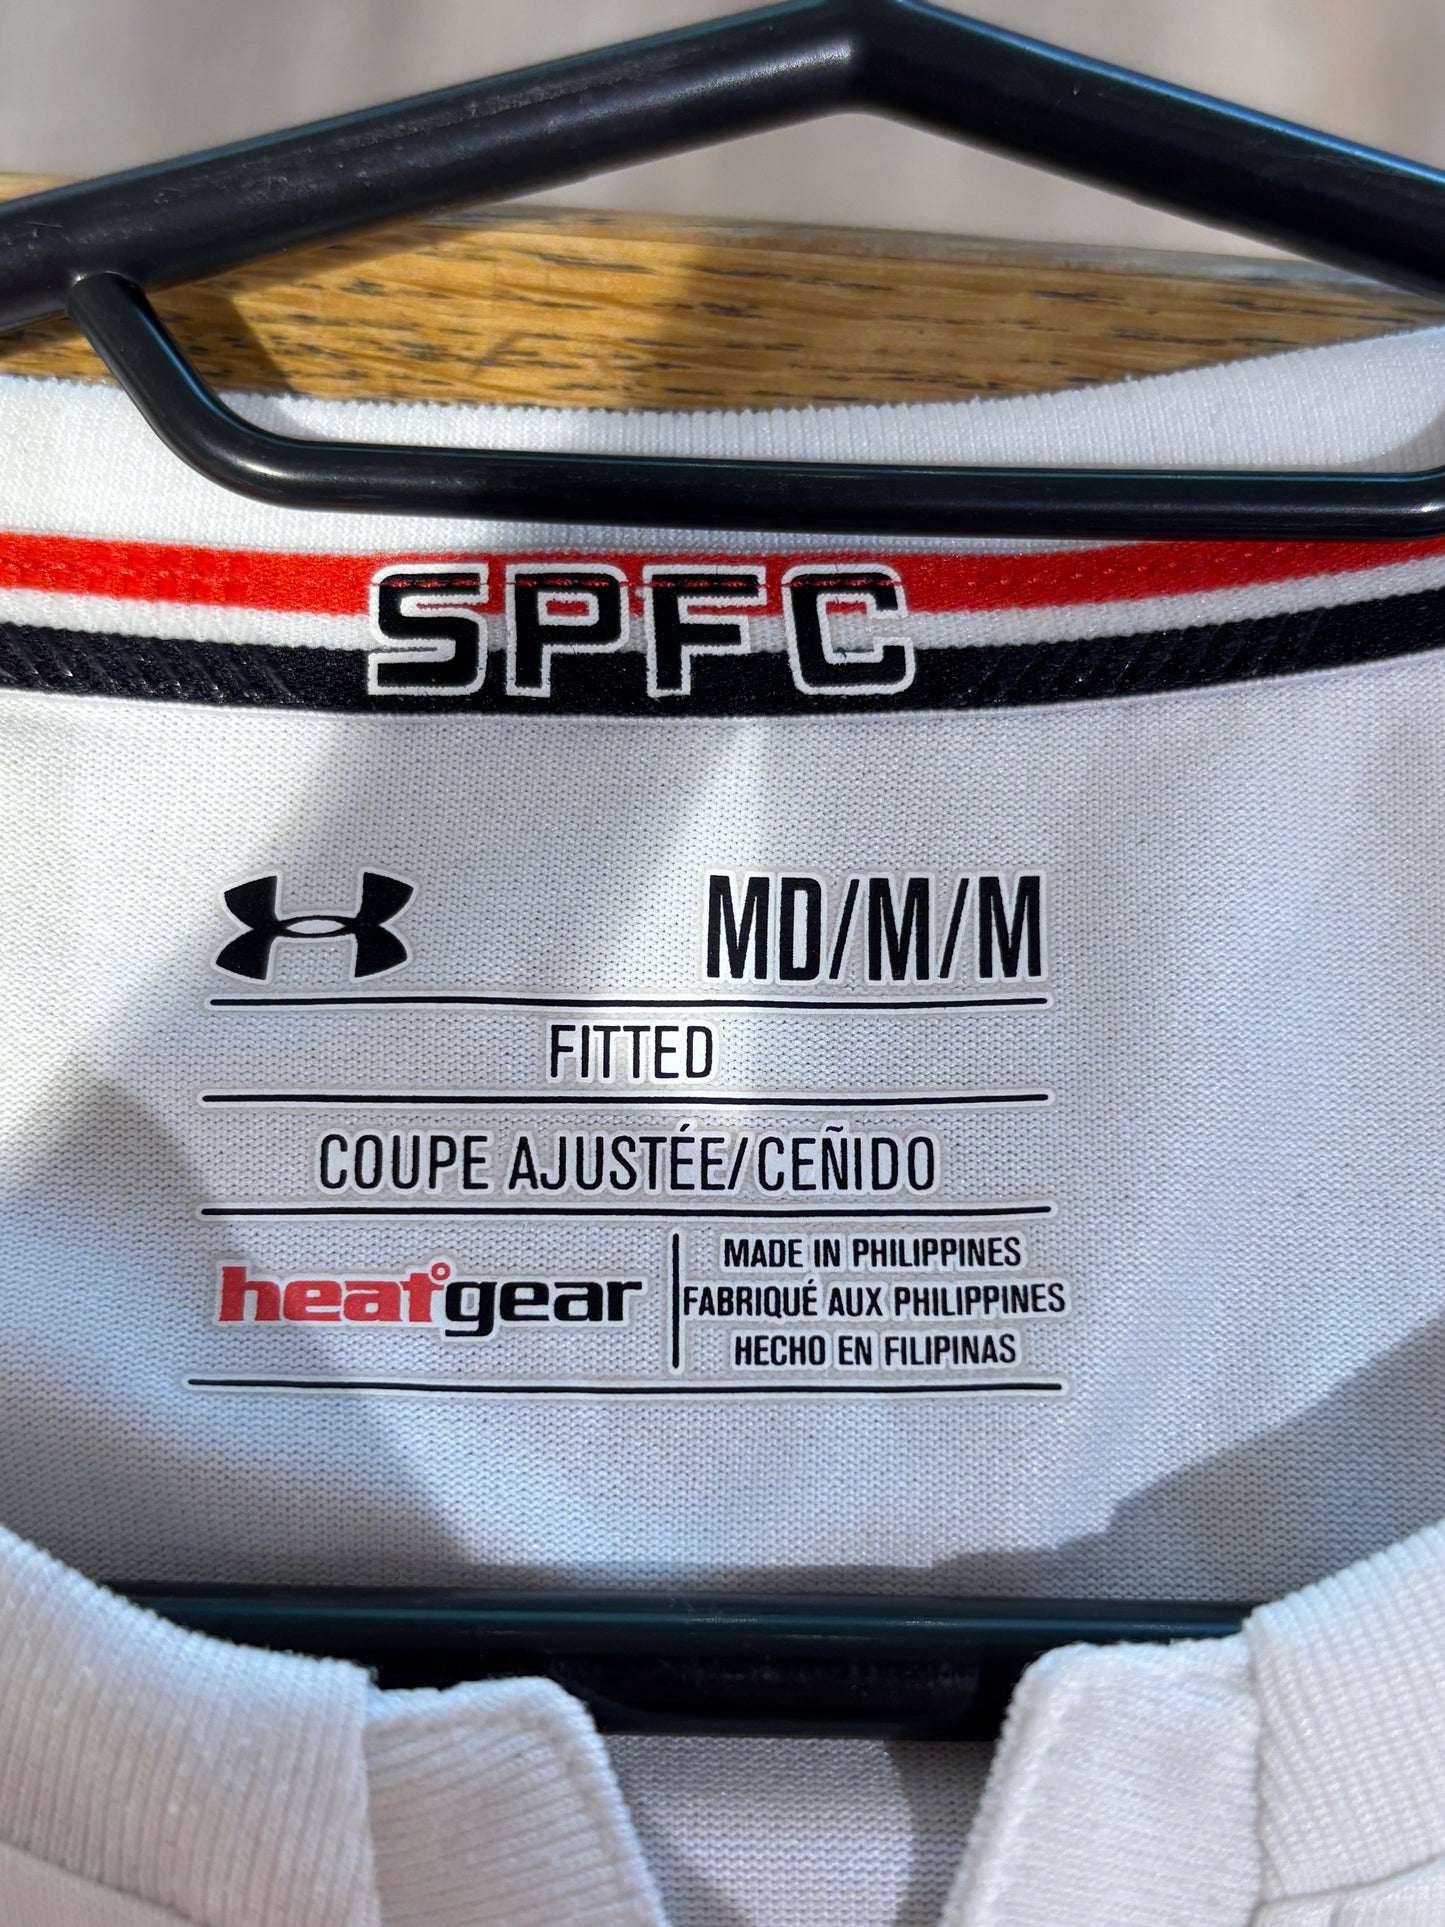 SPFC
MD/M/M
FITTED
COUPE AJUSTÉE/CEÑIDO
heatgear
MADE IN PHILIPPINES
FABRIQUÉ AUX PHILIPPINES
HECHO EN FILIPINAS